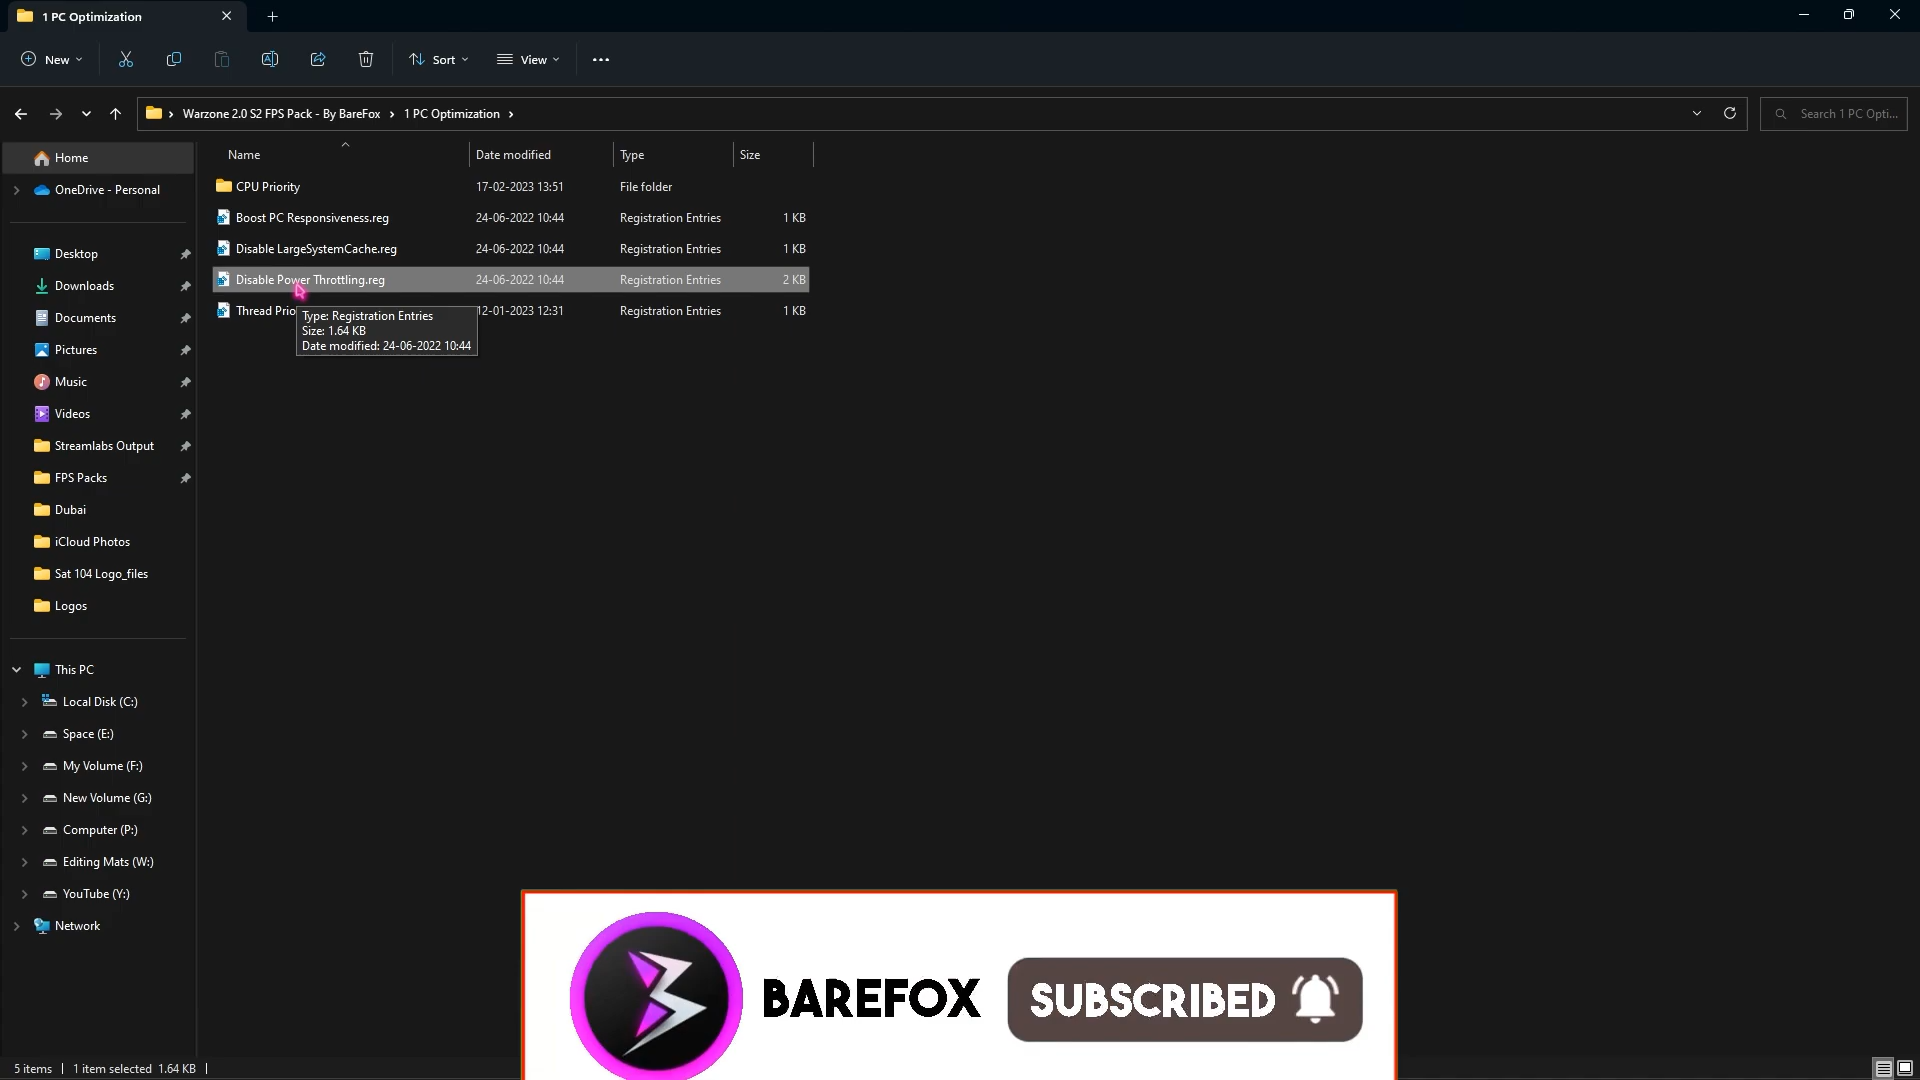 1 PC Optimization
New
Sort
View
Warzone 2.0 S2 FPS Pack - By BareFox
1 PC Optimization
Search 1 PC Opti...
Name
Date modified
Type
Size
CPU Priority
17-02-2023 13:51
File folder
Boost PC Responsiveness.reg
24-06-2022 10:44
Registration Entries
1 KB
Disable LargeSystemCache.reg
24-06-2022 10:44
Registration Entries
1 KB
Disable Power Throttling.reg
24-06-2022 10:44
Registration Entries
2 KB
Thread Prio
12-01-2023 12:31
Registration Entries
1 KB
Type: Registration Entries
Size: 1.64 KB
Date modified: 24-06-2022 10:44
Home
OneDrive - Personal
Desktop
Downloads
Documents
Pictures
Music
Videos
Streamlabs Output
FPS Packs
Dubai
iCloud Photos
Sat 104 Logo_files
Logos
This PC
Local Disk (C:)
Space (E:)
My Volume (F:)
New Volume (G:)
Computer (P:)
Editing Mats (W:)
YouTube (Y:)
Network
BAREFOX
SUBSCRIBED
5 items
1 item selected 1.64 KB